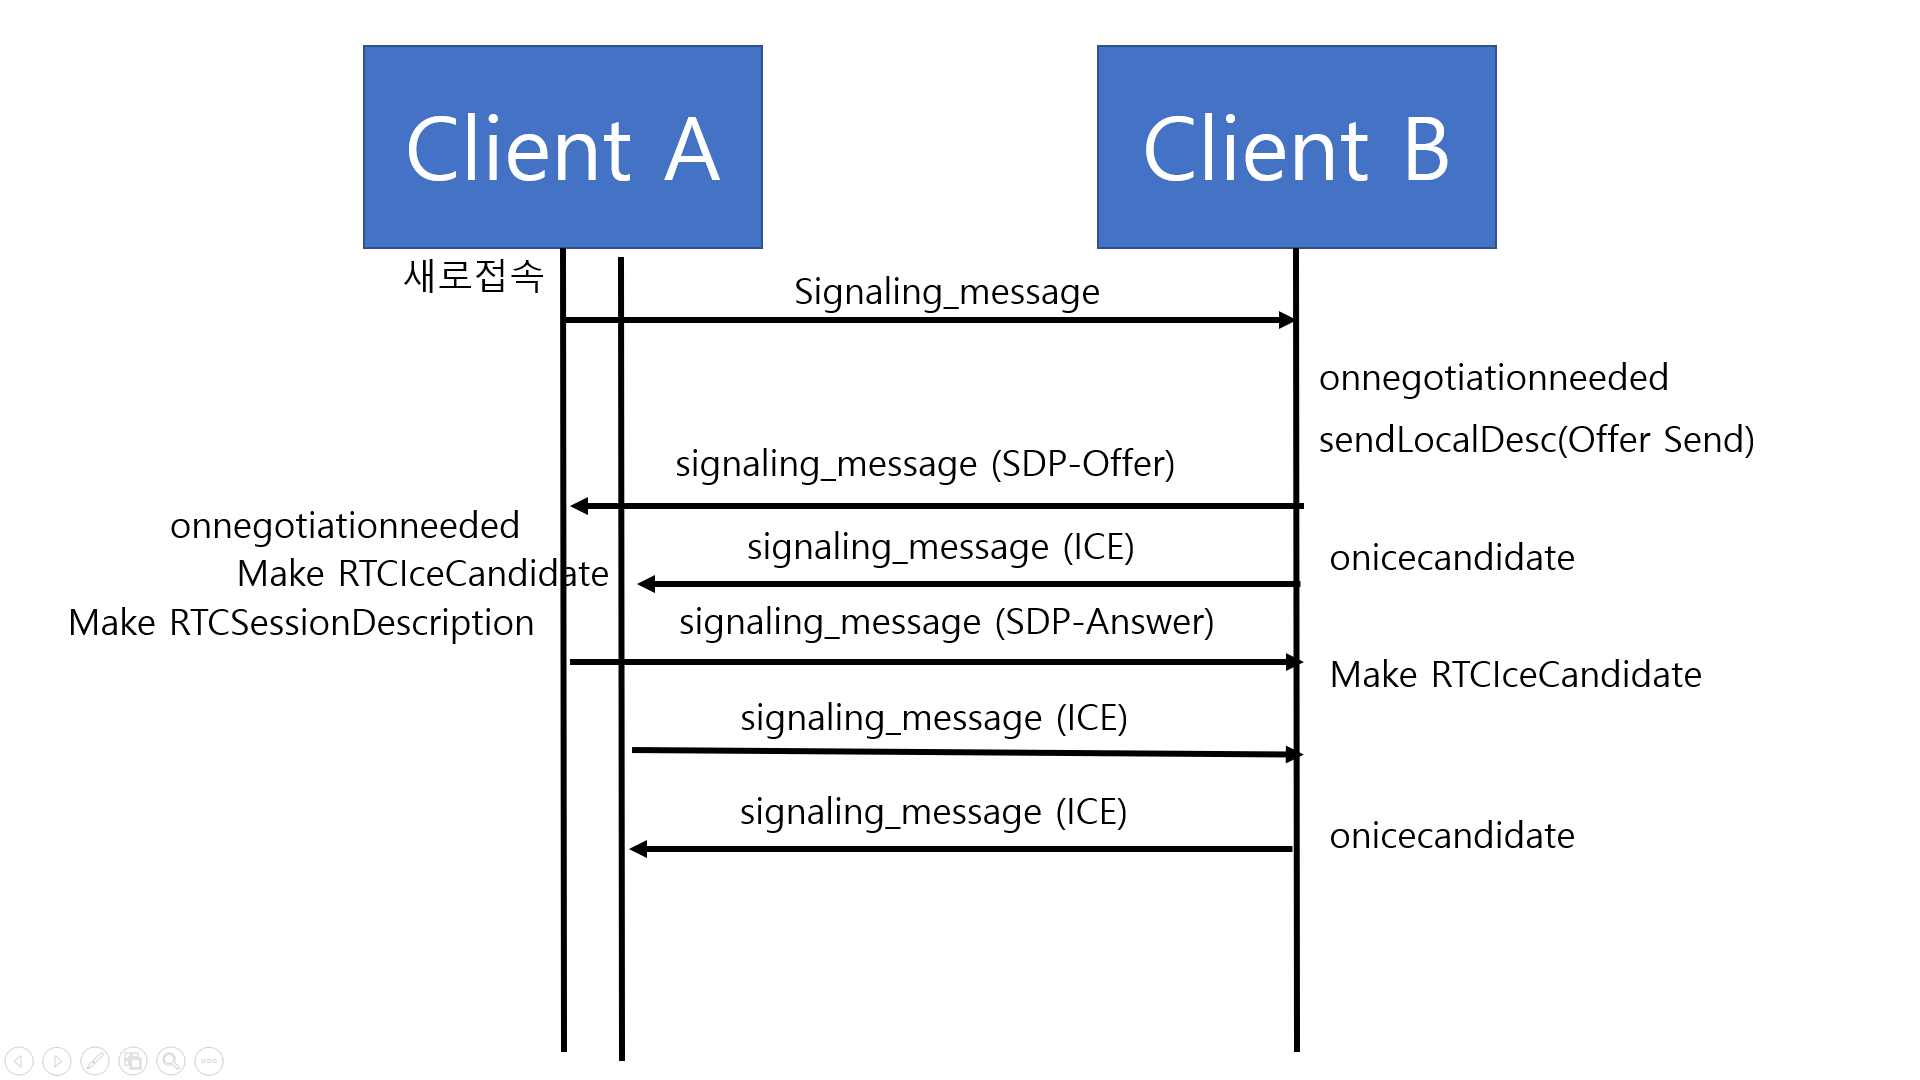 Client A
Client B
새로접속
Signaling_message
onnegotiationneeded
sendLocalDesc(Offer Send)
signaling_message (SDP-Offer)
onnegotiationneeded
signaling_message (ICE)
onicecandidate
Make RTCIceCandidate
Make RTCSessionDescription
signaling_message (SDP-Answer)
Make RTCIceCandidate
signaling_message (ICE)
signaling_message (ICE)
onicecandidate